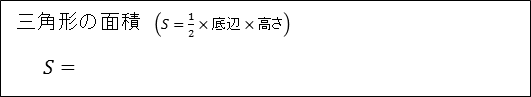 三角形の面積 (S = 1/2 × 底辺 × 高さ)
S =